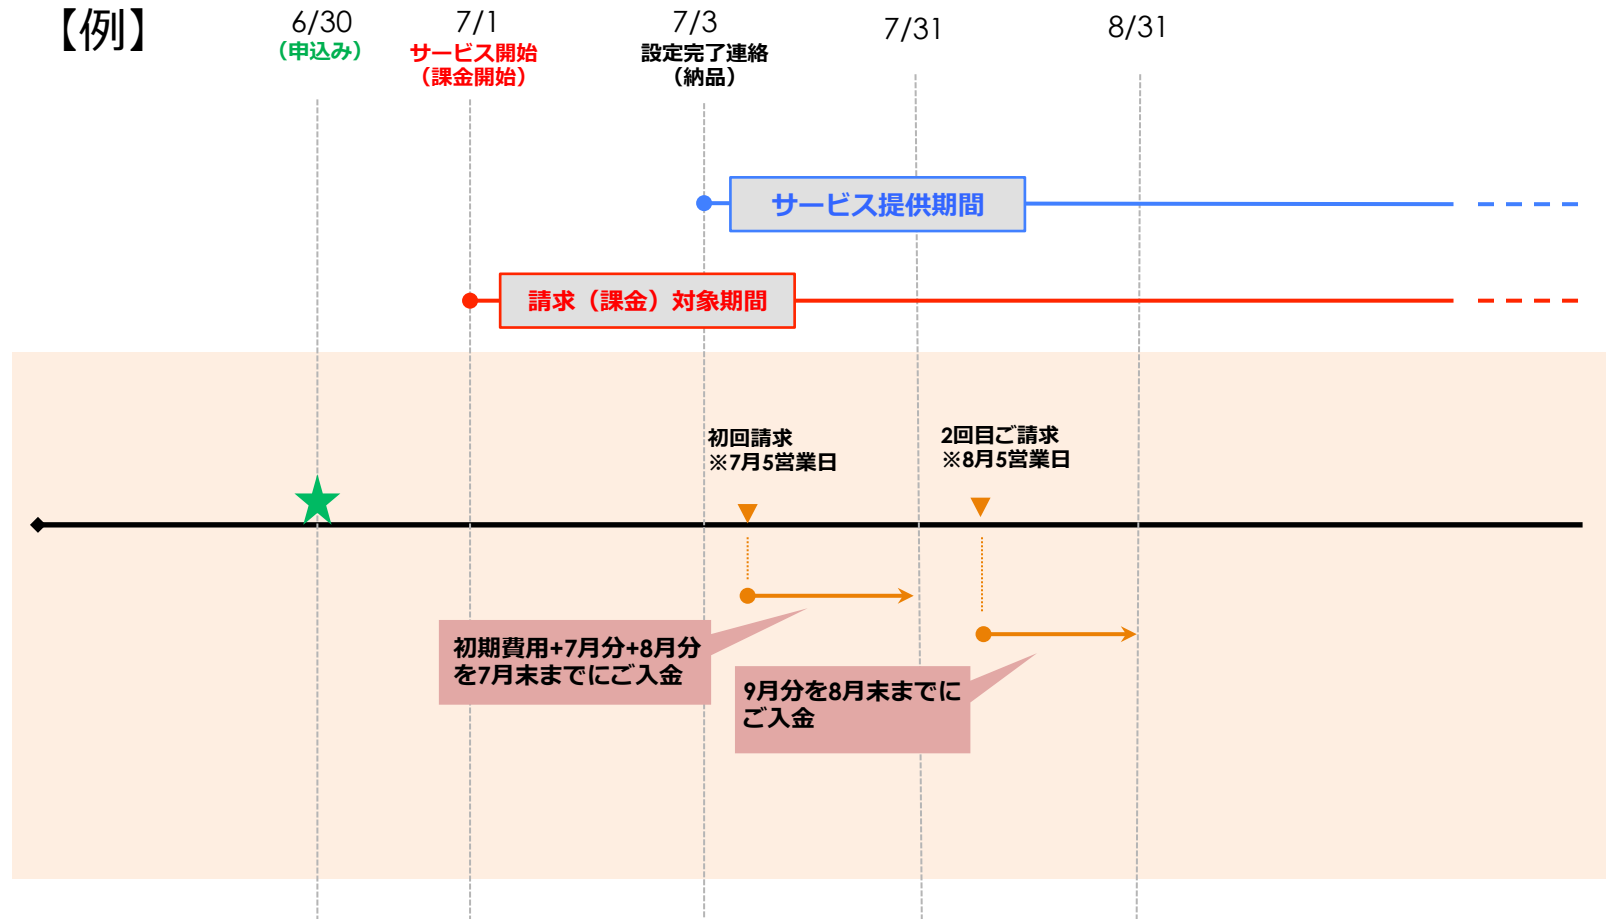 【例】
6/30
（申込み）
7/1
サービス開始
（課金開始）
7/3
設定完了連絡
（納品）
7/31
8/31
サービス提供期間
請求（課金）対象期間
初回請求
※7月5営業日
2回目ご請求
※8月5営業日
初期費用+7月分+8月分
を7月末までにご入金
9月分を8月末までに
ご入金